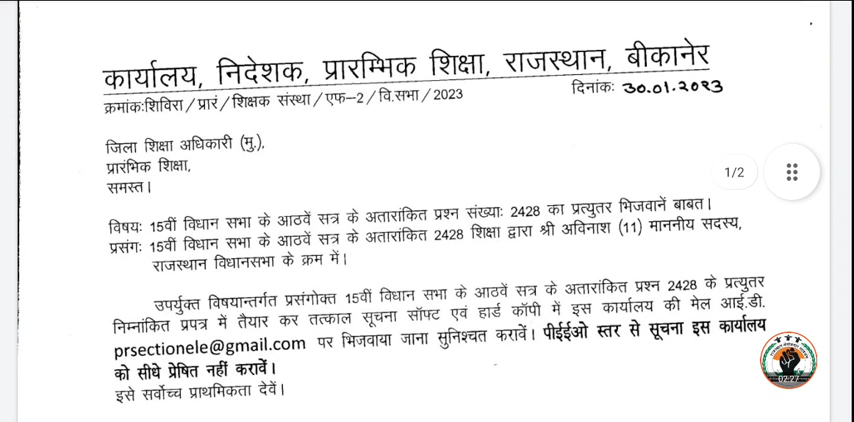 कार्यालय, निदेशक, प्रारम्भिक शिक्षा, राजस्थान, बीकानेर
क्रमांक:शिविरा/प्रारं/शिक्षक संस्था/एफ-2/वि.सभा/2023 दिनांक: 30.01.2023
जिला शिक्षा अधिकारी (मु.),
प्रारंभिक शिक्षा,
समस्त।
1/2
विषय: 15वीं विधान सभा के आठवें सत्र के अतारांकित प्रश्न संख्या: 2428 का प्रत्युतर भिजवानें बाबत।
प्रसंग: 15वीं विधान सभा के आठवें सत्र के अतारांकित 2428 शिक्षा द्वारा श्री अविनाश (11) माननीय सदस्य,
राजस्थान विधानसभा के क्रम में।
उपर्युक्त विषयान्तर्गत प्रसंगोक्त 15वीं विधान सभा के आठवें सत्र के अतारांकित प्रश्न 2428 के प्रत्युतर
निम्नांकित प्रपत्र में तैयार कर तत्काल सूचना सॉफ्ट एवं हार्ड कॉपी में इस कार्यालय की मेल आई.डी.
prsectionele@gmail.com पर भिजवाया जाना सुनिश्चत करावें। पीईईओ स्तर से सूचना इस कार्यालय
को सीधे प्रेषित नहीं करावें।
इसे सर्वोच्च प्राथमिकता देवें।
02:27